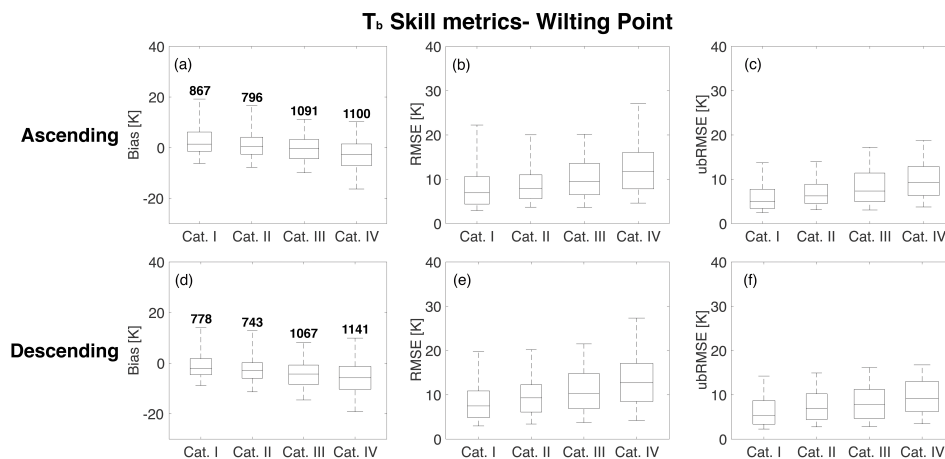 T_b Skill metrics- Wilting Point
Ascending
(a)
Bias [K]
40
20
0
-20
867
796
1091
1100
Cat. I Cat. II Cat. III Cat. IV
(b)
RMSE [K]
40
30
20
10
0
Cat. I Cat. II Cat. III Cat. IV
(c)
ubRMSE [K]
40
30
20
10
0
Cat. I Cat. II Cat. III Cat. IV
Descending
(d)
Bias [K]
40
20
0
-20
778
743
1067
1141
Cat. I Cat. II Cat. III Cat. IV
(e)
RMSE [K]
40
30
20
10
0
Cat. I Cat. II Cat. III Cat. IV
(f)
ubRMSE [K]
40
30
20
10
0
Cat. I Cat. II Cat. III Cat. IV